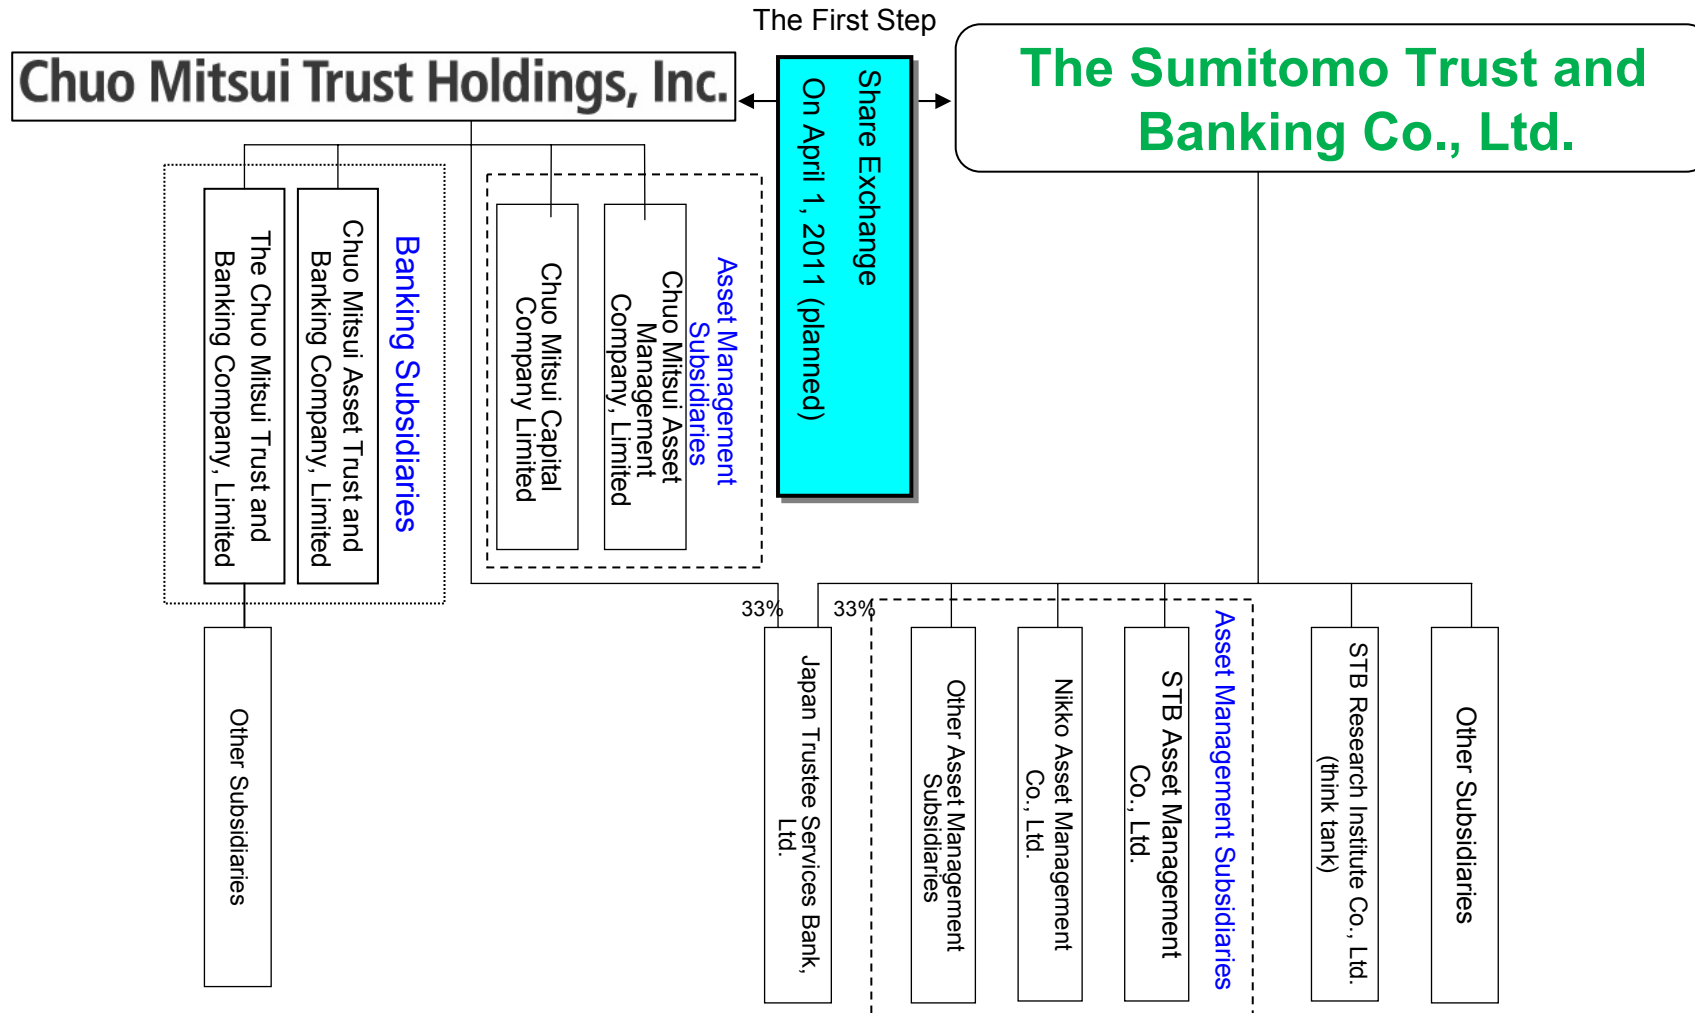 The First Step
Chuo Mitsui Trust Holdings, Inc.
Share Exchange
On April 1, 2011 (planned)
The Sumitomo Trust and
Banking Co., Ltd.
Banking Subsidiaries
Chuo Mitsui Asset Trust and
Banking Company, Limited
The Chuo Mitsui Trust and
Banking Company, Limited
Asset Management
Subsidiaries
Chuo Mitsui Asset
Management
Company, Limited
Chuo Mitsui Capital
Company Limited
Other Subsidiaries
33%
33%
Japan Trustee Services Bank,
Ltd.
Asset Management Subsidiaries
Other Asset Management
Subsidiaries
Nikko Asset Management
Co., Ltd.
STB Asset Management
Co., Ltd.
STB Research Institute Co., Ltd.
(think tank)
Other Subsidiaries